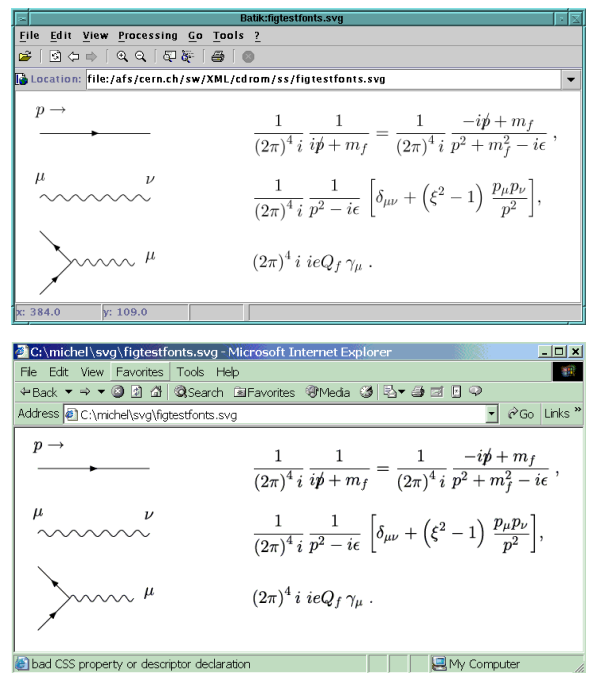 Batik:figtestfonts.svg
File Edit View Processing Go Tools ?
Location: file:/afs/cern.ch/sw/XML/cdrom/ss/figtestfonts.svg
p → 1/((2π)^4 i) 1/(ip̸ + m_f) = 1/((2π)^4 i) (−ip̸ + m_f)/(p^2 + m_f^2 − iϵ) ,
μ ν 1/((2π)^4 i) 1/(p^2 − iϵ) [δ_μν + (ξ^2 − 1) p_μ p_ν/p^2],
μ (2π)^4 i ieQ_f γ_μ .
x: 384.0 y: 109.0
C:\michel\svg\figtestfonts.svg - Microsoft Internet Explorer
File Edit View Favorites Tools Help
Back Search Favorites Media
Address C:\michel\svg\figtestfonts.svg Go Links »
p → 1/((2π)^4 i) 1/(ip̸ + m_f) = 1/((2π)^4 i) (−ip̸ + m_f)/(p^2 + m_f^2 − iϵ) ,
μ ν 1/((2π)^4 i) 1/(p^2 − iϵ) [δ_μν + (ξ^2 − 1) p_μ p_ν/p^2],
μ (2π)^4 i ieQ_f γ_μ .
bad CSS property or descriptor declaration My Computer